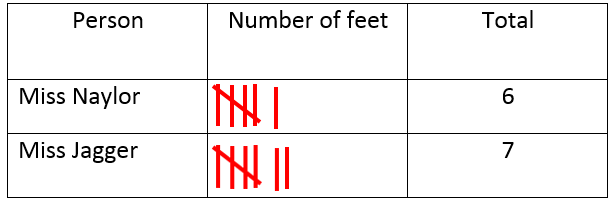 Person Number of feet Total
Miss Naylor 6
Miss Jagger 7